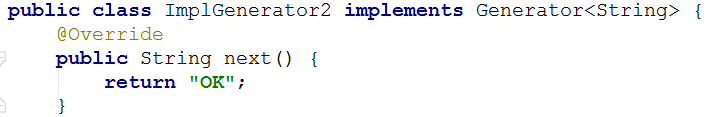 public class ImplGenerator2 implements Generator<String> {
    @Override
    public String next() {
        return "OK";
    }